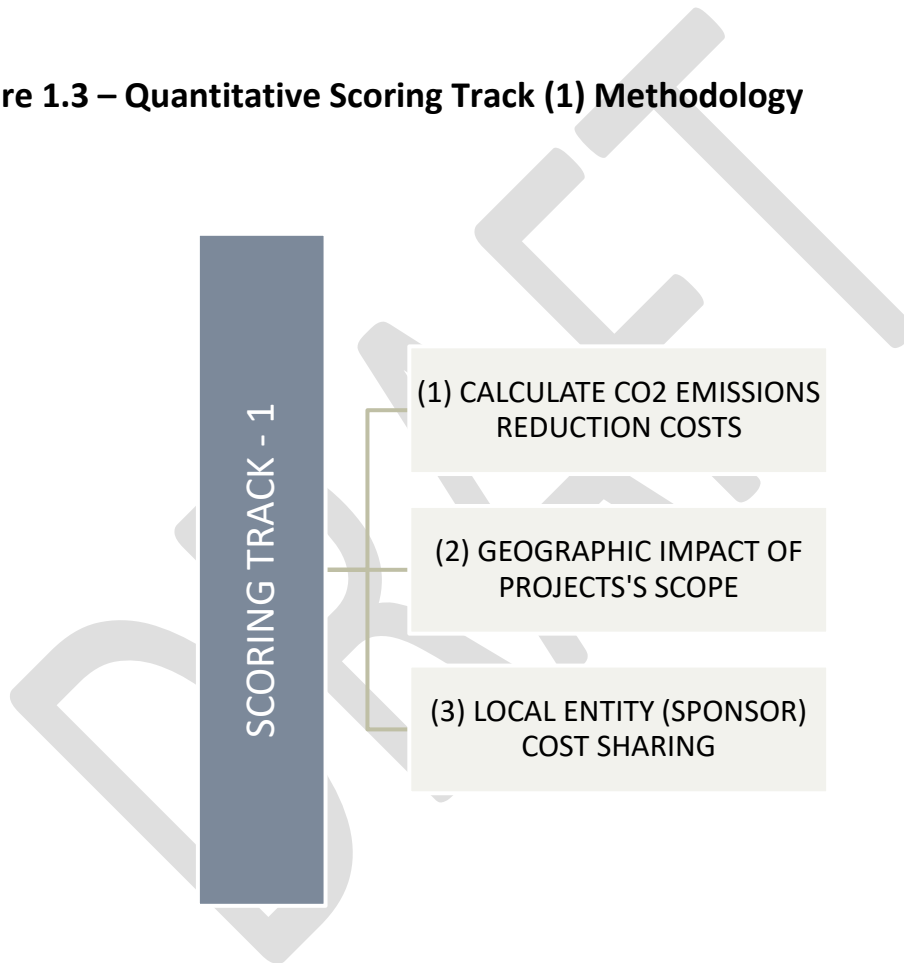 re 1.3 – Quantitative Scoring Track (1) Methodology
SCORING TRACK - 1
(1) CALCULATE CO2 EMISSIONS
REDUCTION COSTS
(2) GEOGRAPHIC IMPACT OF
PROJECTS'S SCOPE
(3) LOCAL ENTITY (SPONSOR)
COST SHARING
DRAFT